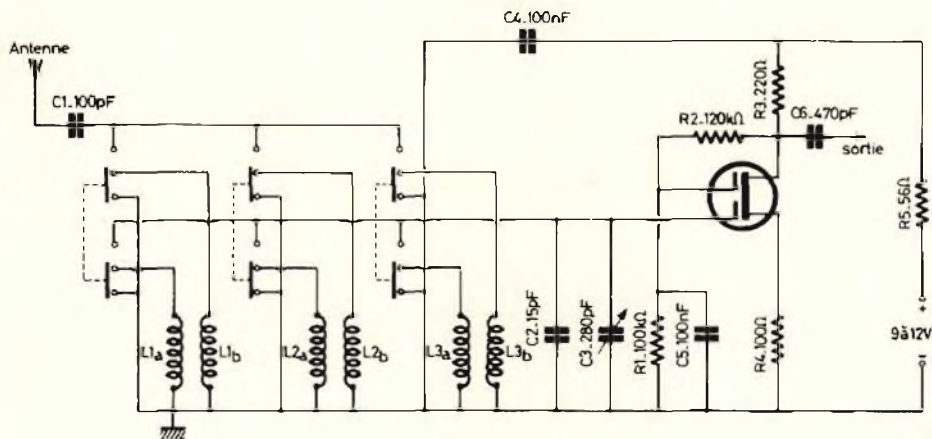 C4.100nF
Antenne
C1.100pF
R3.220Ω
R2.120kΩ
C6.470pF
sortie
R5.56Ω
C2.15pF
C3.280pF
R1.100kΩ
C5.100nF
R4.100Ω
+
9à12V
-
L1a
L1b
L2a
L2b
L3a
L3b